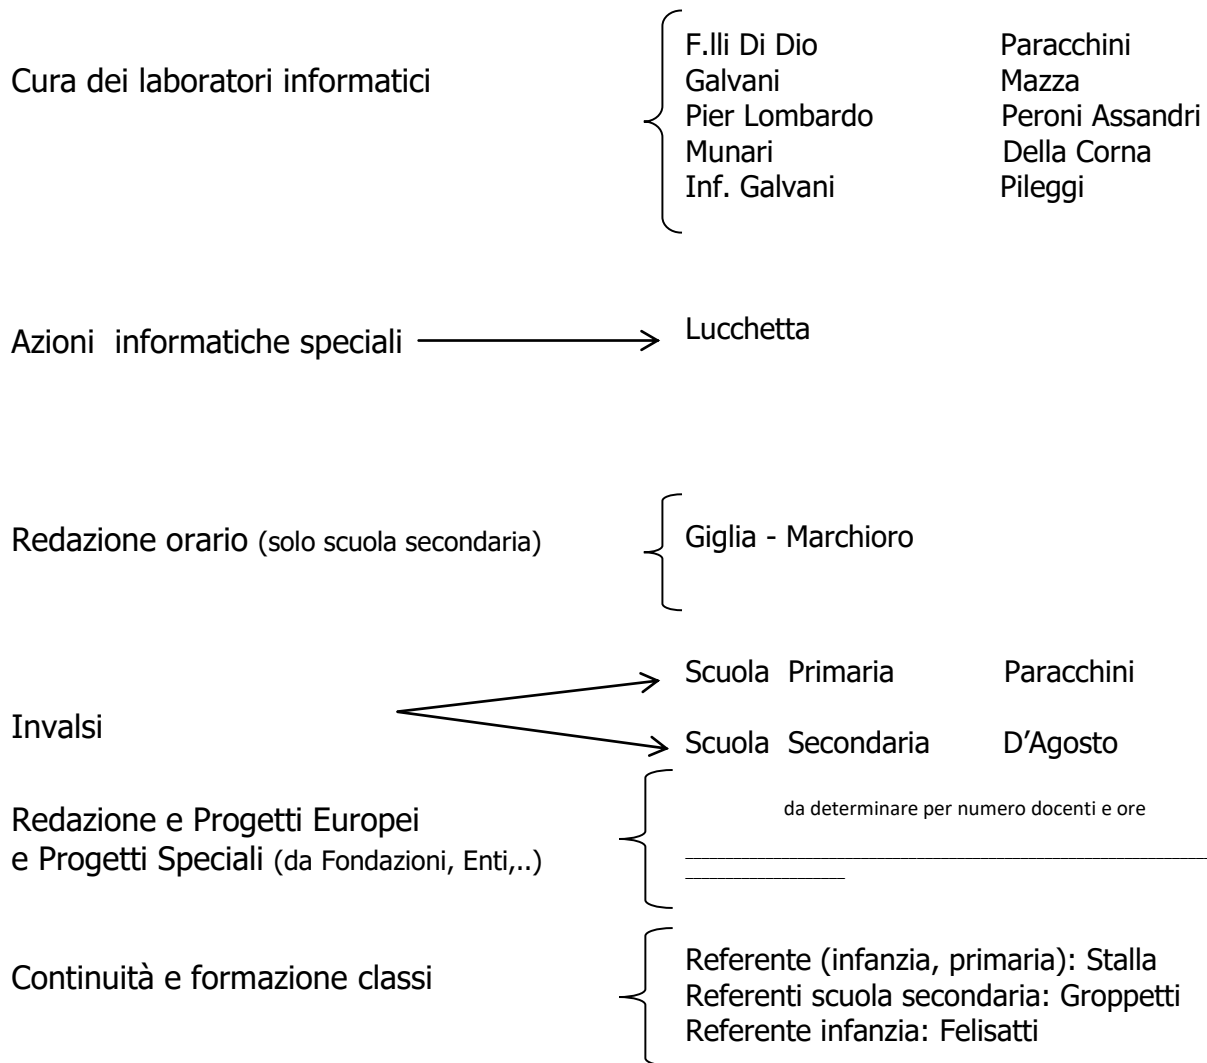 Cura dei laboratori informatici
F.lli Di Dio Paracchini
Galvani Mazza
Pier Lombardo Peroni Assandri
Munari Della Corna
Inf. Galvani Pileggi
Azioni informatiche speciali
Lucchetta
Redazione orario (solo scuola secondaria)
Giglia - Marchioro
Invalsi
Scuola Primaria Paracchini
Scuola Secondaria D’Agosto
Redazione e Progetti Europei
e Progetti Speciali (da Fondazioni, Enti,..)
da determinare per numero docenti e ore
Continuità e formazione classi
Referente (infanzia, primaria): Stalla
Referenti scuola secondaria: Groppetti
Referente infanzia: Felisatti